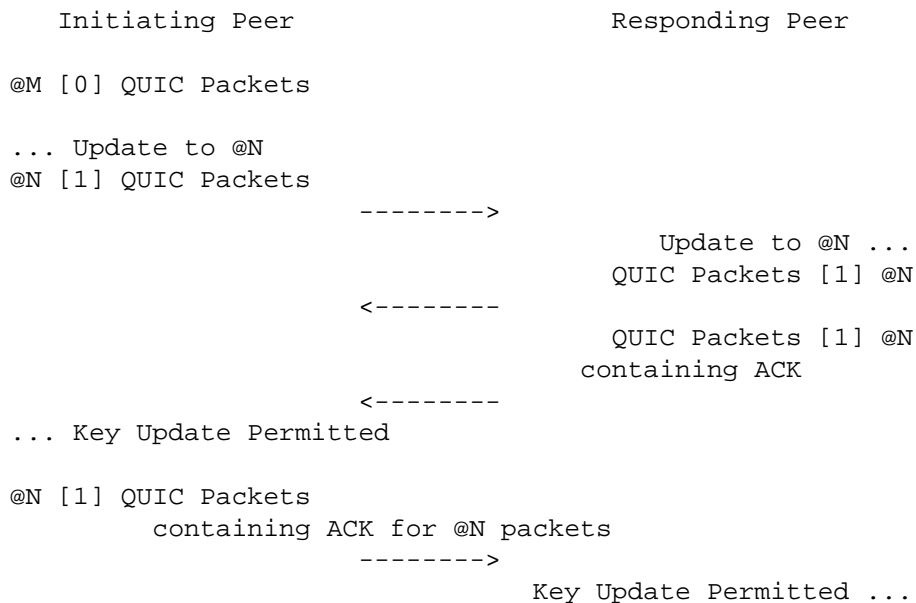 Initiating Peer                    Responding Peer
@M [0] QUIC Packets
... Update to @N
@N [1] QUIC Packets
-------->
Update to @N ...
QUIC Packets [1] @N
<--------
QUIC Packets [1] @N
containing ACK
<--------
... Key Update Permitted
@N [1] QUIC Packets
containing ACK for @N packets
-------->
Key Update Permitted ...